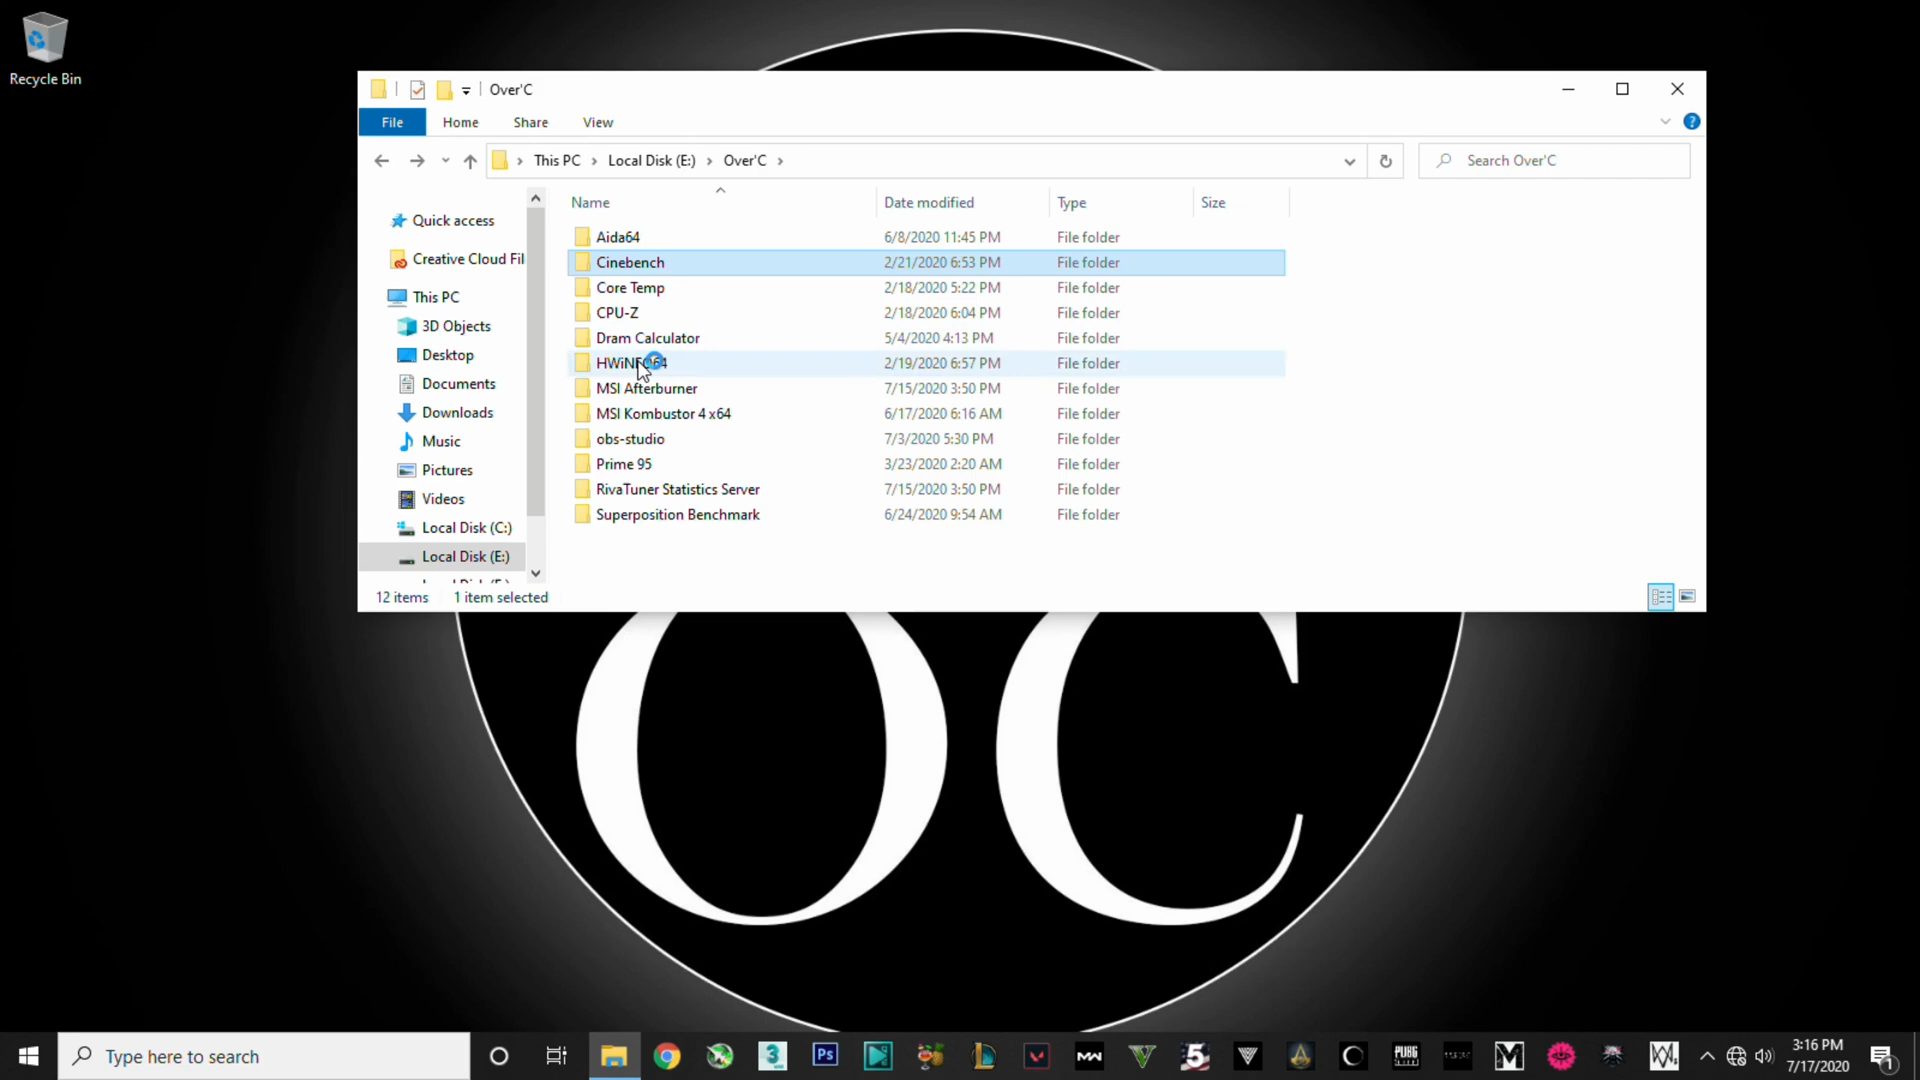 Recycle Bin
Over'C
File Home Share View
This PC Local Disk (E:) Over'C
Search Over'C
Name Date modified Type Size
Quick access
Creative Cloud Fil
This PC
3D Objects
Desktop
Documents
Downloads
Music
Pictures
Videos
Local Disk (C:)
Local Disk (E:)
Aida64 6/8/2020 11:45 PM File folder
Cinebench 2/21/2020 6:53 PM File folder
Core Temp 2/18/2020 5:22 PM File folder
CPU-Z 2/18/2020 6:04 PM File folder
Dram Calculator 5/4/2020 4:13 PM File folder
HWiNFO64 2/19/2020 6:57 PM File folder
MSI Afterburner 7/15/2020 3:50 PM File folder
MSI Kombustor 4 x64 6/17/2020 6:16 AM File folder
obs-studio 7/3/2020 5:30 PM File folder
Prime 95 3/23/2020 2:20 AM File folder
RivaTuner Statistics Server 7/15/2020 3:50 PM File folder
Superposition Benchmark 6/24/2020 9:54 AM File folder
12 items 1 item selected
OC
Type here to search
3
Ps
MW
V
5
PUBG
3:16 PM
7/17/2020
1